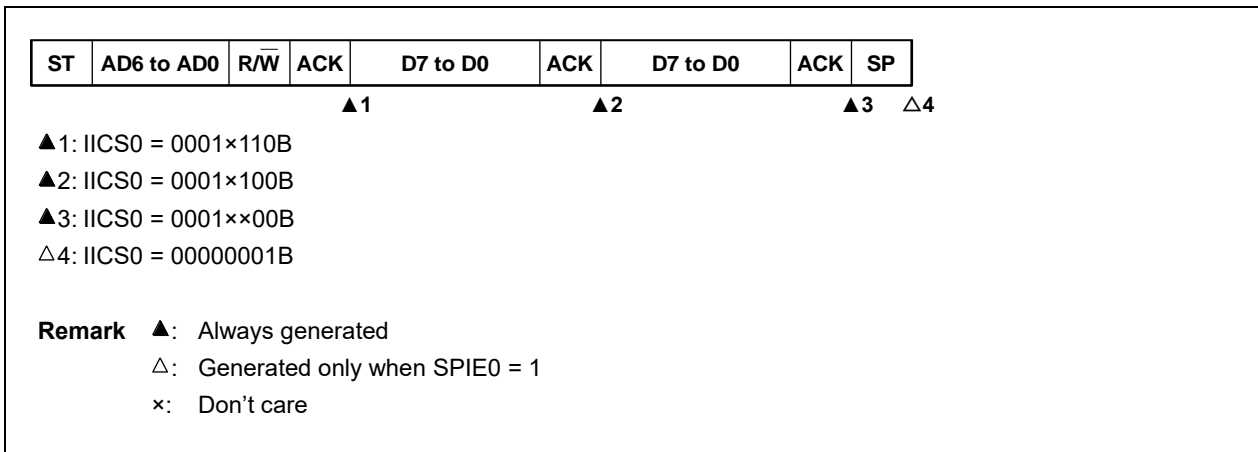 ST AD6 to AD0 R/W̅ ACK D7 to D0 ACK D7 to D0 ACK SP
▲1 ▲2 ▲3 △4
▲1: IICS0 = 0001×110B
▲2: IICS0 = 0001×100B
▲3: IICS0 = 0001××00B
△4: IICS0 = 00000001B
Remark ▲: Always generated
△: Generated only when SPIE0 = 1
×: Don't care